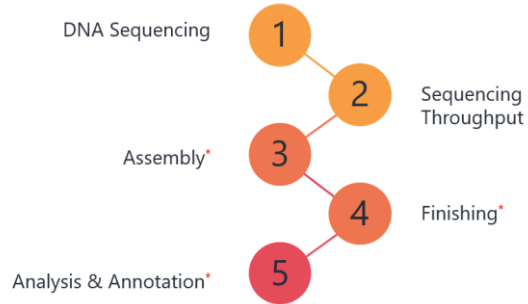 DNA Sequencing
1
2
Sequencing
Throughput
3
Assembly*
4
Finishing*
5
Analysis & Annotation*